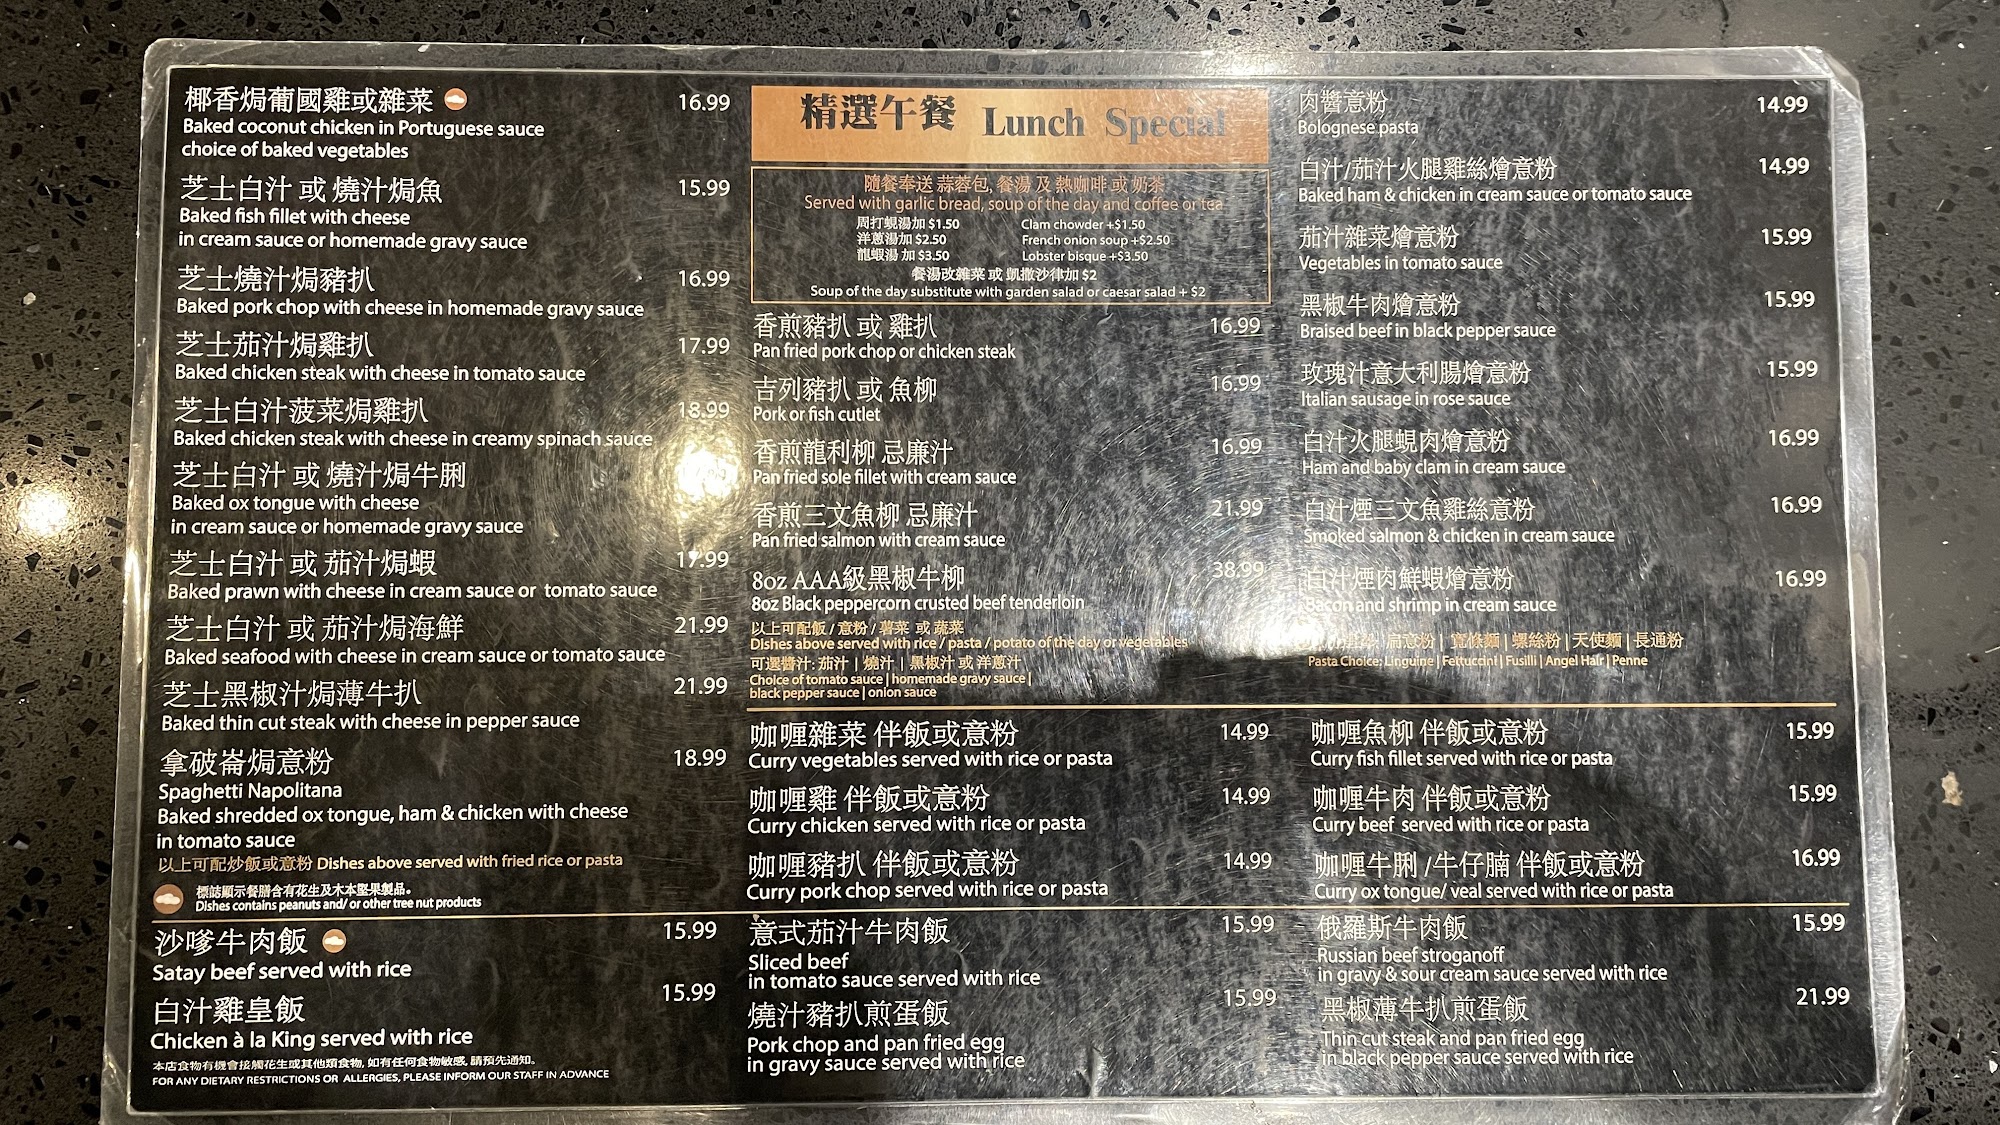 椰香焗葡國雞或雜菜 16.99
Baked coconut chicken in Portuguese sauce
choice of baked vegetables
芝士白汁 或 燒汁焗魚 15.99
Baked fish fillet with cheese
in cream sauce or homemade gravy sauce
芝士燒汁焗豬扒 16.99
Baked pork chop with cheese in homemade gravy sauce
芝士茄汁焗雞扒 17.99
Baked chicken steak with cheese in tomato sauce
芝士白汁菠菜焗雞扒 18.99
Baked chicken steak with cheese in creamy spinach sauce
芝士白汁 或 燒汁焗牛脷
Baked ox tongue with cheese
in cream sauce or homemade gravy sauce
芝士白汁 或 茄汁焗蝦 17.99
Baked prawn with cheese in cream sauce or tomato sauce
芝士白汁 或 茄汁焗海鮮 21.99
Baked seafood with cheese in cream sauce or tomato sauce
芝士黑椒汁焗薄牛扒 21.99
Baked thin cut steak with cheese in pepper sauce
拿破崙焗意粉 18.99
Spaghetti Napolitana
Baked shredded ox tongue, ham & chicken with cheese
in tomato sauce
以上可配炒飯或意粉 Dishes above served with fried rice or pasta
標誌顯示餐膳含有花生及木本堅果製品。
Dishes contains peanuts and/ or other tree nut products
沙嗲牛肉飯 15.99
Satay beef served with rice
白汁雞皇飯 15.99
Chicken à la King served with rice
本店食物有機會接觸花生或其他類食物, 如有任何食物敏感, 請預先通知。
FOR ANY DIETARY RESTRICTIONS OR ALLERGIES, PLEASE INFORM OUR STAFF IN ADVANCE
精選午餐 Lunch Special
隨餐奉送 蒜蓉包, 餐湯 及 熱咖啡 或 奶茶
Served with garlic bread, soup of the day and coffee or tea
周打蜆湯加 $1.50 Clam chowder +$1.50
洋蔥湯加 $2.50 French onion soup +$2.50
龍蝦湯 加 $3.50 Lobster bisque +$3.50
餐湯改雜菜 或 凱撒沙律加 $2
Soup of the day substitute with garden salad or caesar salad + $2
香煎豬扒 或 雞扒 16.99
Pan fried pork chop or chicken steak
吉列豬扒 或 魚柳 16.99
Pork or fish cutlet
香煎龍利柳 忌廉汁 16.99
Pan fried sole fillet with cream sauce
香煎三文魚柳 忌廉汁 21.99
Pan fried salmon with cream sauce
8oz AAA級黑椒牛柳 38.99
8oz Black peppercorn crusted beef tenderloin
以上可配飯 / 意粉 / 薯菜 或 蔬菜
Dishes above served with rice / pasta / potato of the day or vegetables
可選醬汁: 茄汁 | 燒汁 | 黑椒汁 或 洋蔥汁
Choice of tomato sauce | homemade gravy sauce |
black pepper sauce | onion sauce
肉醬意粉 14.99
Bolognese pasta
白汁/茄汁火腿雞絲燴意粉 14.99
Baked ham & chicken in cream sauce or tomato sauce
茄汁雜菜燴意粉 15.99
Vegetables in tomato sauce
黑椒牛肉燴意粉 15.99
Braised beef in black pepper sauce
玫瑰汁意大利腸燴意粉 15.99
Italian sausage in rose sauce
白汁火腿蜆肉燴意粉 16.99
Ham and baby clam in cream sauce
白汁煙三文魚雞絲意粉 16.99
Smoked salmon & chicken in cream sauce
白汁煙肉鮮蝦燴意粉 16.99
Bacon and shrimp in cream sauce
扁意粉 | 寬條麵 | 螺絲粉 | 天使麵 | 長通粉
Pasta Choice: Linguine | Fettuccini | Fusilli | Angel Hair | Penne
咖喱雜菜 伴飯或意粉 14.99
Curry vegetables served with rice or pasta
咖喱雞 伴飯或意粉 14.99
Curry chicken served with rice or pasta
咖喱豬扒 伴飯或意粉 14.99
Curry pork chop served with rice or pasta
咖喱魚柳 伴飯或意粉 15.99
Curry fish fillet served with rice or pasta
咖喱牛肉 伴飯或意粉 15.99
Curry beef served with rice or pasta
咖喱牛脷 /牛仔腩 伴飯或意粉 16.99
Curry ox tongue/ veal served with rice or pasta
意式茄汁牛肉飯 15.99
Sliced beef
in tomato sauce served with rice
燒汁豬扒煎蛋飯 15.99
Pork chop and pan fried egg
in gravy sauce served with rice
俄羅斯牛肉飯 15.99
Russian beef stroganoff
in gravy & sour cream sauce served with rice
黑椒薄牛扒煎蛋飯 21.99
Thin cut steak and pan fried egg
in black pepper sauce served with rice